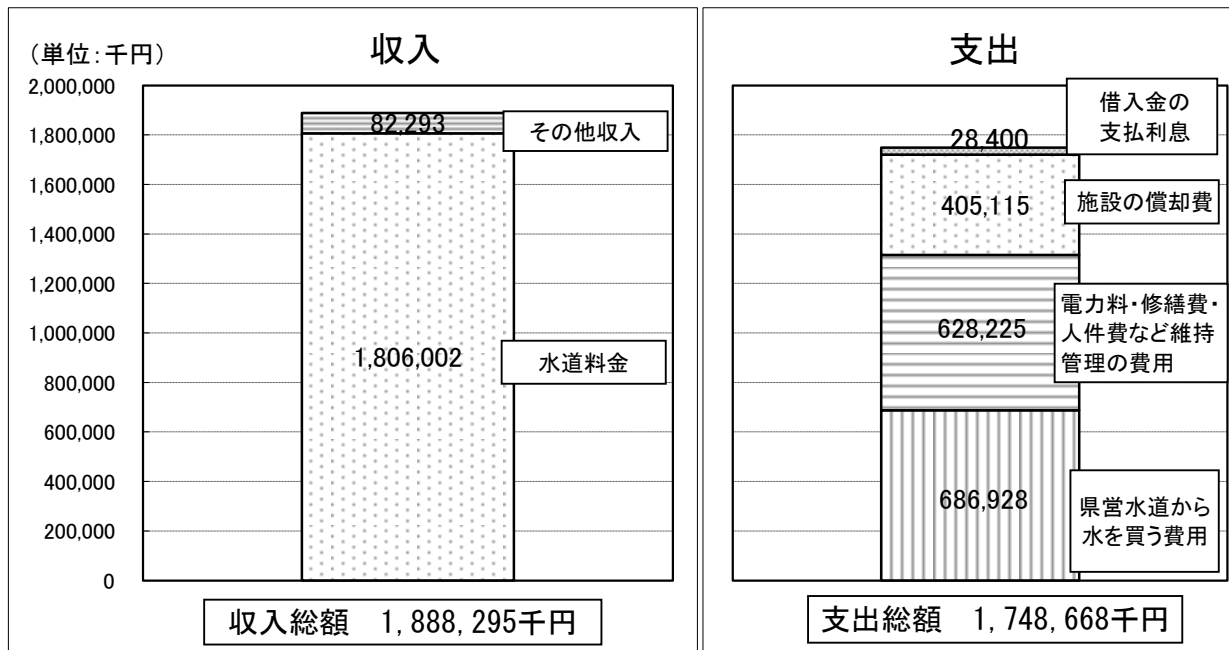 （単位：千円）
収入
2,000,000
1,800,000
1,600,000
1,400,000
1,200,000
1,000,000
800,000
600,000
400,000
200,000
0
82,293
その他収入
1,806,002
水道料金
収入総額　1,888,295千円
支出
借入金の
支払利息
28,400
405,115
施設の償却費
628,225
電力料・修繕費・
人件費など維持
管理の費用
686,928
県営水道から
水を買う費用
支出総額　1,748,668千円